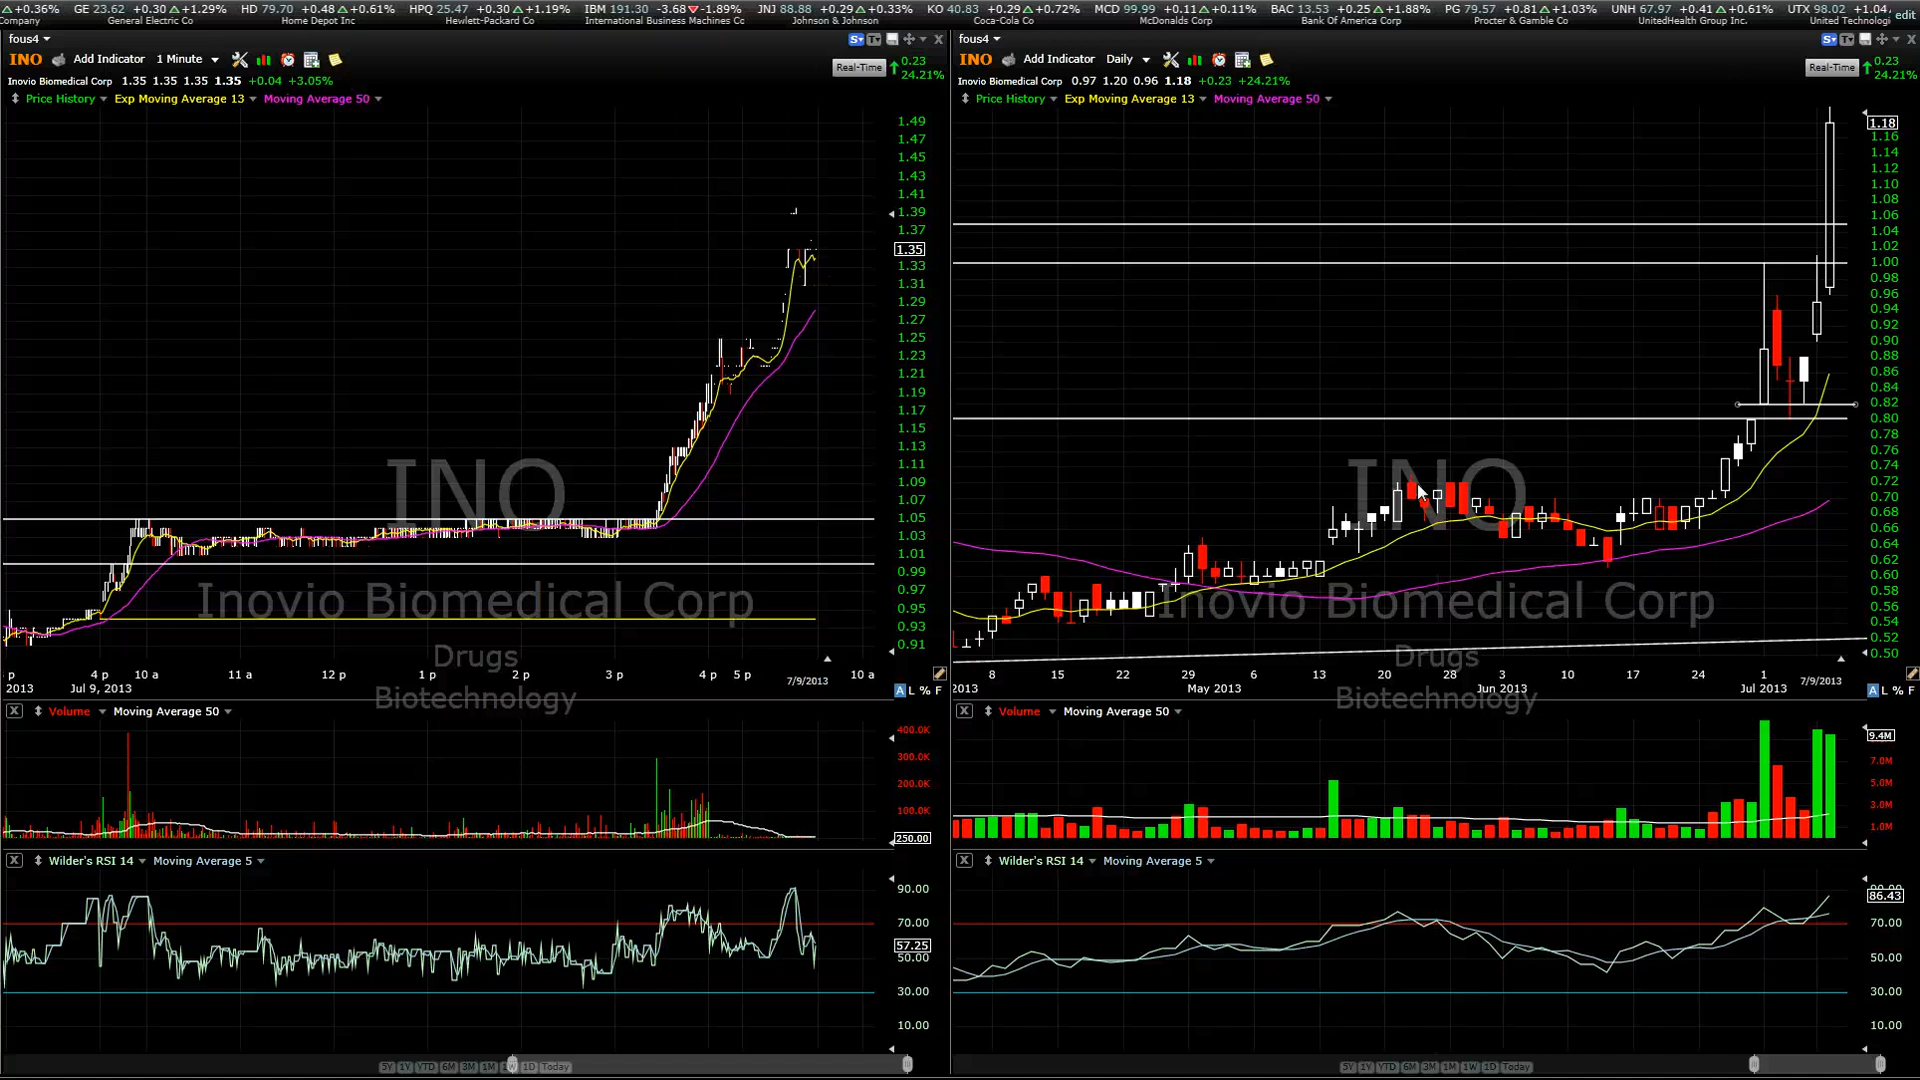 +0.36% GE 23.62 +0.30 +1.29% HD 79.70 +0.48 +0.61% HPQ 25.47 +0.30 +1.19% IBM 191.30 -3.68 -1.89% JNJ 88.88 +0.29 +0.33% KO 40.83 +0.29 +0.72% MCD 99.99 +0.11 +0.11% BAC 13.53 +0.25 +1.88% PG 79.57 +0.81 +1.03% UNH 67.97 +0.41 +0.61% UTX 98.02 +1.04 edit
Company General Electric Co Home Depot Inc Hewlett-Packard Co International Business Machines Co Johnson & Johnson Coca-Cola Co McDonalds Corp Bank Of America Corp Procter & Gamble Co UnitedHealth Group Inc. United Technologi
fous4
INO Add Indicator 1 Minute
Real-Time 0.23
24.21%
Inovio Biomedical Corp 1.35 1.35 1.35 1.35 +0.04 +3.05%
Price History Exp Moving Average 13 Moving Average 50
1.49
1.47
1.45
1.43
1.41
1.39
1.37
1.35
1.33
1.31
1.29
1.27
1.25
1.23
1.21
1.19
1.17
1.15
1.13
1.11
1.09
1.07
1.05
1.03
1.01
0.99
0.97
0.95
0.93
0.91
INO
Inovio Biomedical Corp
Drugs
Biotechnology
p 4 p 10 a 11 a 12 p 1 p 2 p 3 p 4 p 5 p 7/9/2013 10 a
2013 Jul 9, 2013
A L % F
X Volume Moving Average 50
400.0K
300.0K
200.0K
100.0K
250.00
X Wilder's RSI 14 Moving Average 5
90.00
70.00
57.25
50.00
30.00
10.00
5Y 1Y YTD 6M 3M 1M 1W 1D Today
fous4
INO Add Indicator Daily
Real-Time 0.23
24.21%
Inovio Biomedical Corp 0.97 1.20 0.96 1.18 +0.23 +24.21%
Price History Exp Moving Average 13 Moving Average 50
1.18
1.16
1.14
1.12
1.10
1.08
1.06
1.04
1.02
1.00
0.98
0.96
0.94
0.92
0.90
0.88
0.86
0.84
0.82
0.80
0.78
0.76
0.74
0.72
0.70
0.68
0.66
0.64
0.62
0.60
0.58
0.56
0.54
0.52
0.50
INO
Inovio Biomedical Corp
Drugs
Biotechnology
8 15 22 29 6 13 20 28 3 10 17 24 1 7/9/2013
2013 May 2013 Jun 2013 Jul 2013
A L % F
X Volume Moving Average 50
9.4M
7.0M
5.0M
3.0M
1.0M
X Wilder's RSI 14 Moving Average 5
86.43
70.00
50.00
30.00
10.00
5Y 1Y YTD 6M 3M 1M 1W 1D Today